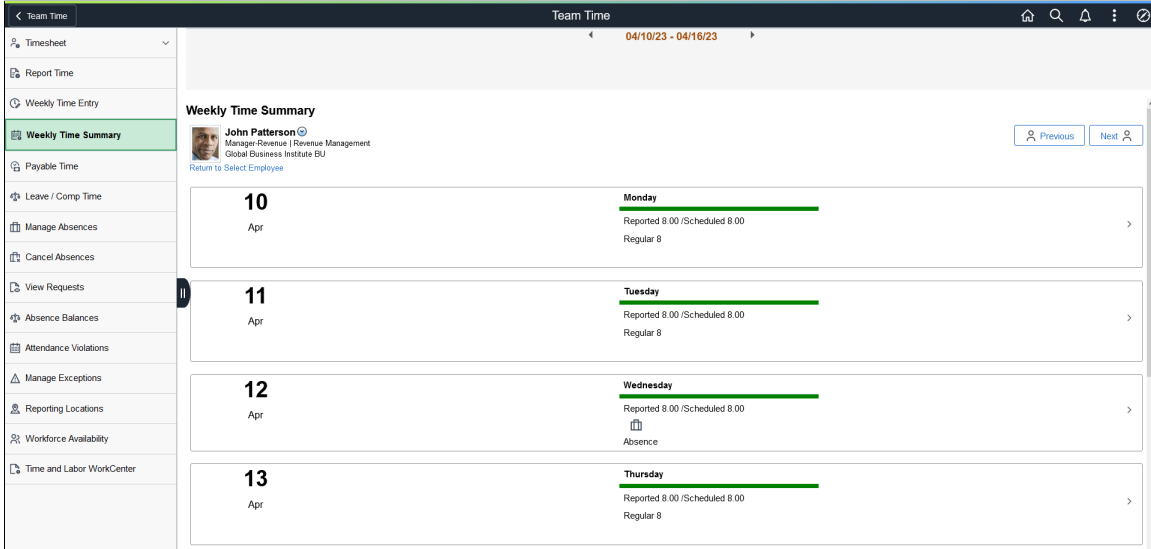 Team Time
Team Time
Timesheet
Report Time
Weekly Time Entry
Weekly Time Summary
Payable Time
Leave / Comp Time
Manage Absences
Cancel Absences
View Requests
Absence Balances
Attendance Violations
Manage Exceptions
Reporting Locations
Workforce Availability
Time and Labor WorkCenter
04/10/23 - 04/16/23
Weekly Time Summary
John Patterson
Manager-Revenue | Revenue Management
Global Business Institute BU
Return to Select Employee
Previous
Next
10
Apr
Monday
Reported 8.00 /Scheduled 8.00
Regular 8
11
Apr
Tuesday
Reported 8.00 /Scheduled 8.00
Regular 8
12
Apr
Wednesday
Reported 8.00 /Scheduled 8.00
Absence
13
Apr
Thursday
Reported 8.00 /Scheduled 8.00
Regular 8